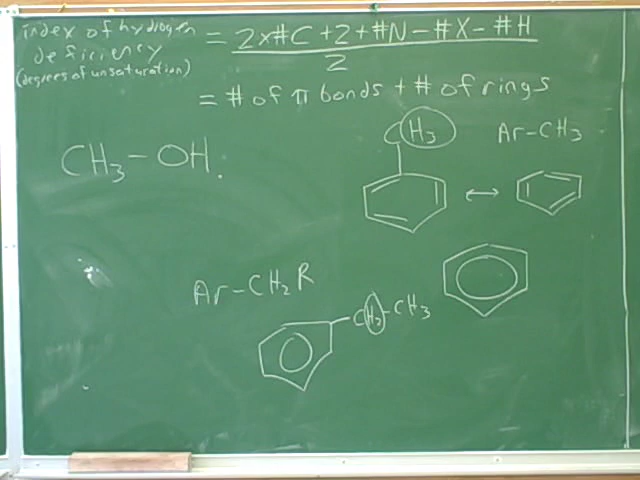 index of hydrogen
deficiency
(degrees of unsaturation)
= 2x#C +2+#N-#X-#H
2
= # of π bonds + # of rings
CH₃-OH.
CH₃
Ar-CH₃
↔
Ar-CH₂R
CH₂-CH₃